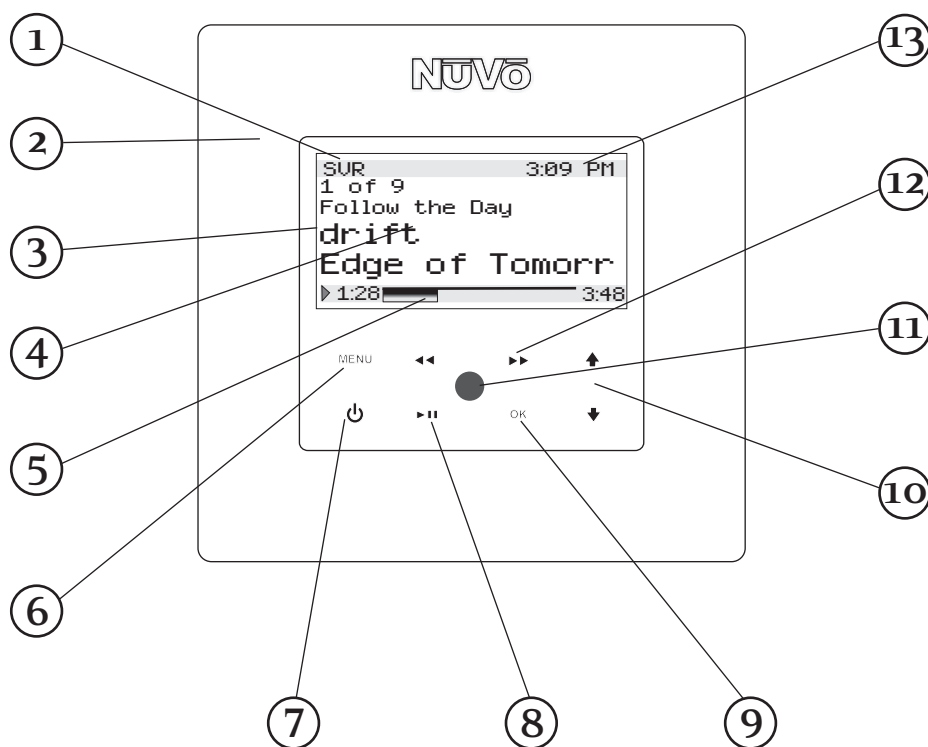 1
13
NŪVŌ
2
SVR 3:09 PM
1 of 9
Follow the Day
drift
Edge of Tomorr
1:28 3:48
12
3
11
4
MENU
OK
5
10
6
7
8
9